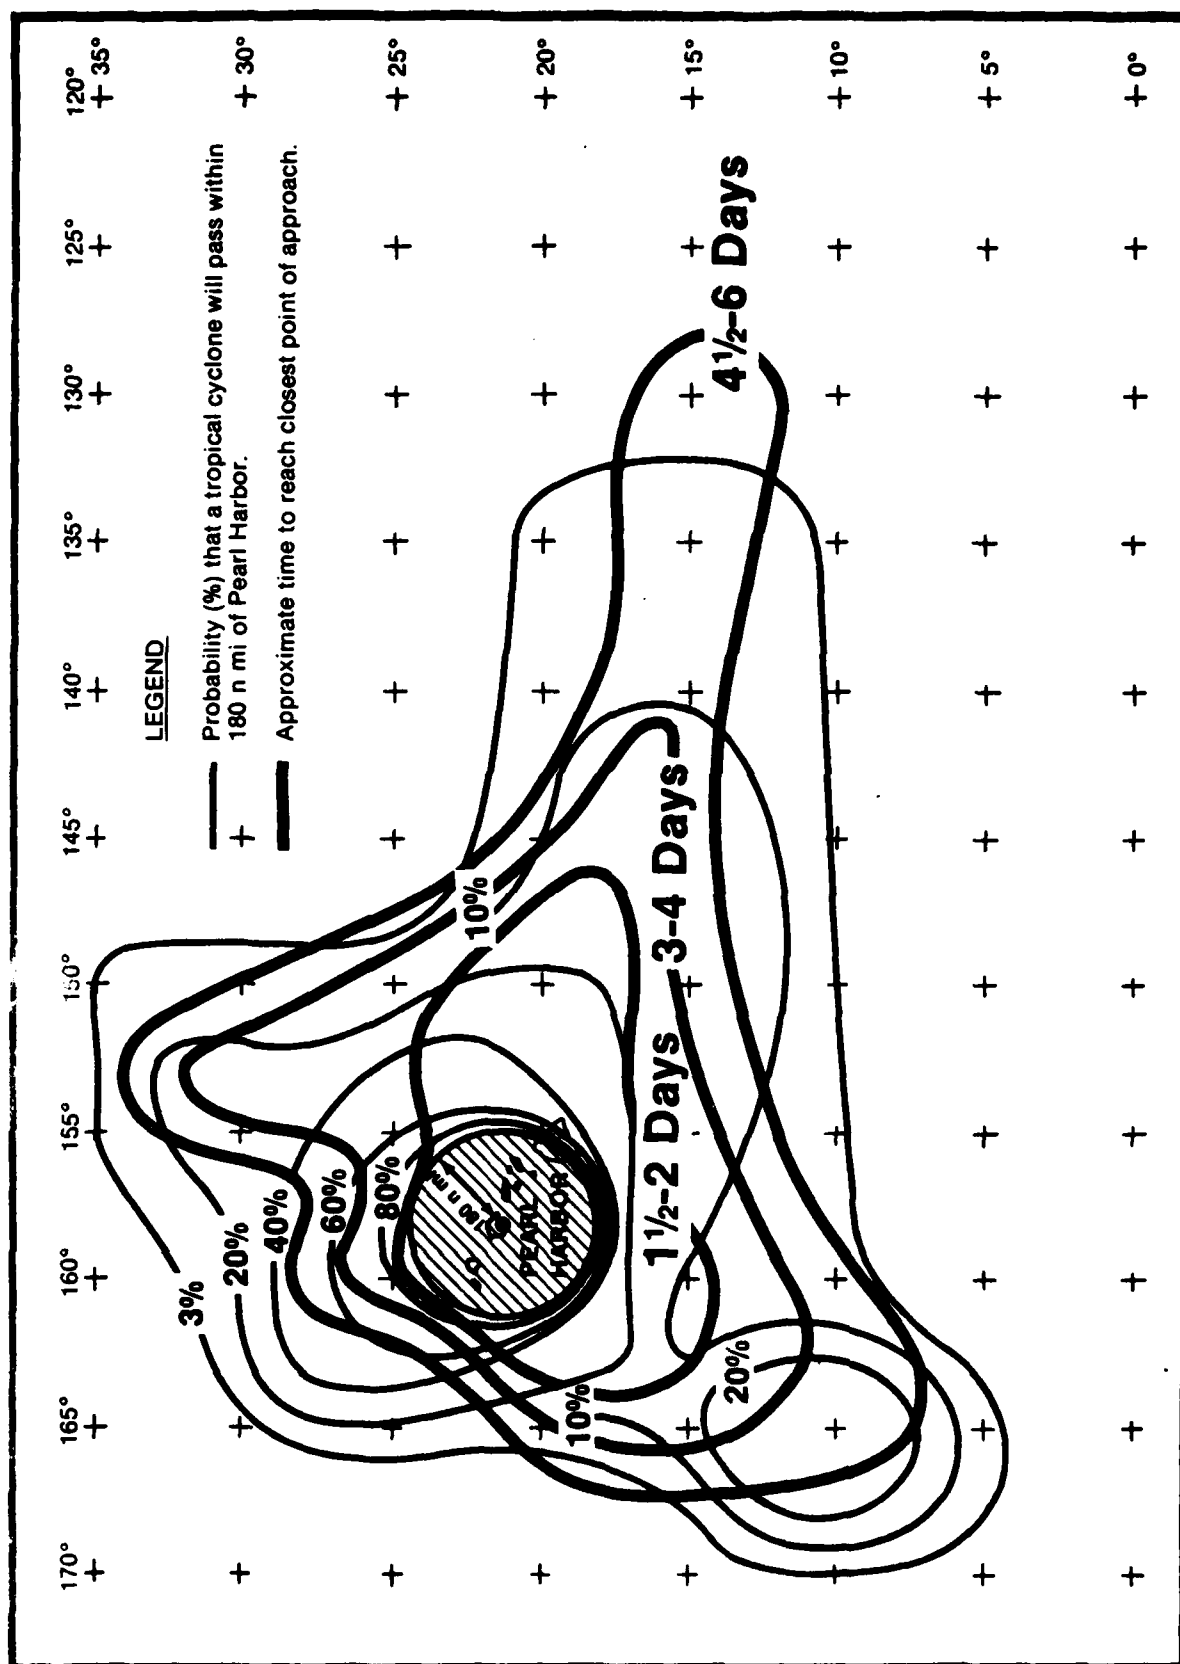 170° 165° 160° 155° 150° 145° 140° 135° 130° 125° 120°
35°
30°
25°
20°
15°
10°
5°
0°
LEGEND
Probability (%) that a tropical cyclone will pass within
180 n mi of Pearl Harbor.
Approximate time to reach closest point of approach.
3%
20%
40%
60%
80%
10%
180 n mi
PEARL
HARBOR
10%
20%
1½-2 Days
3-4 Days
4½-6 Days